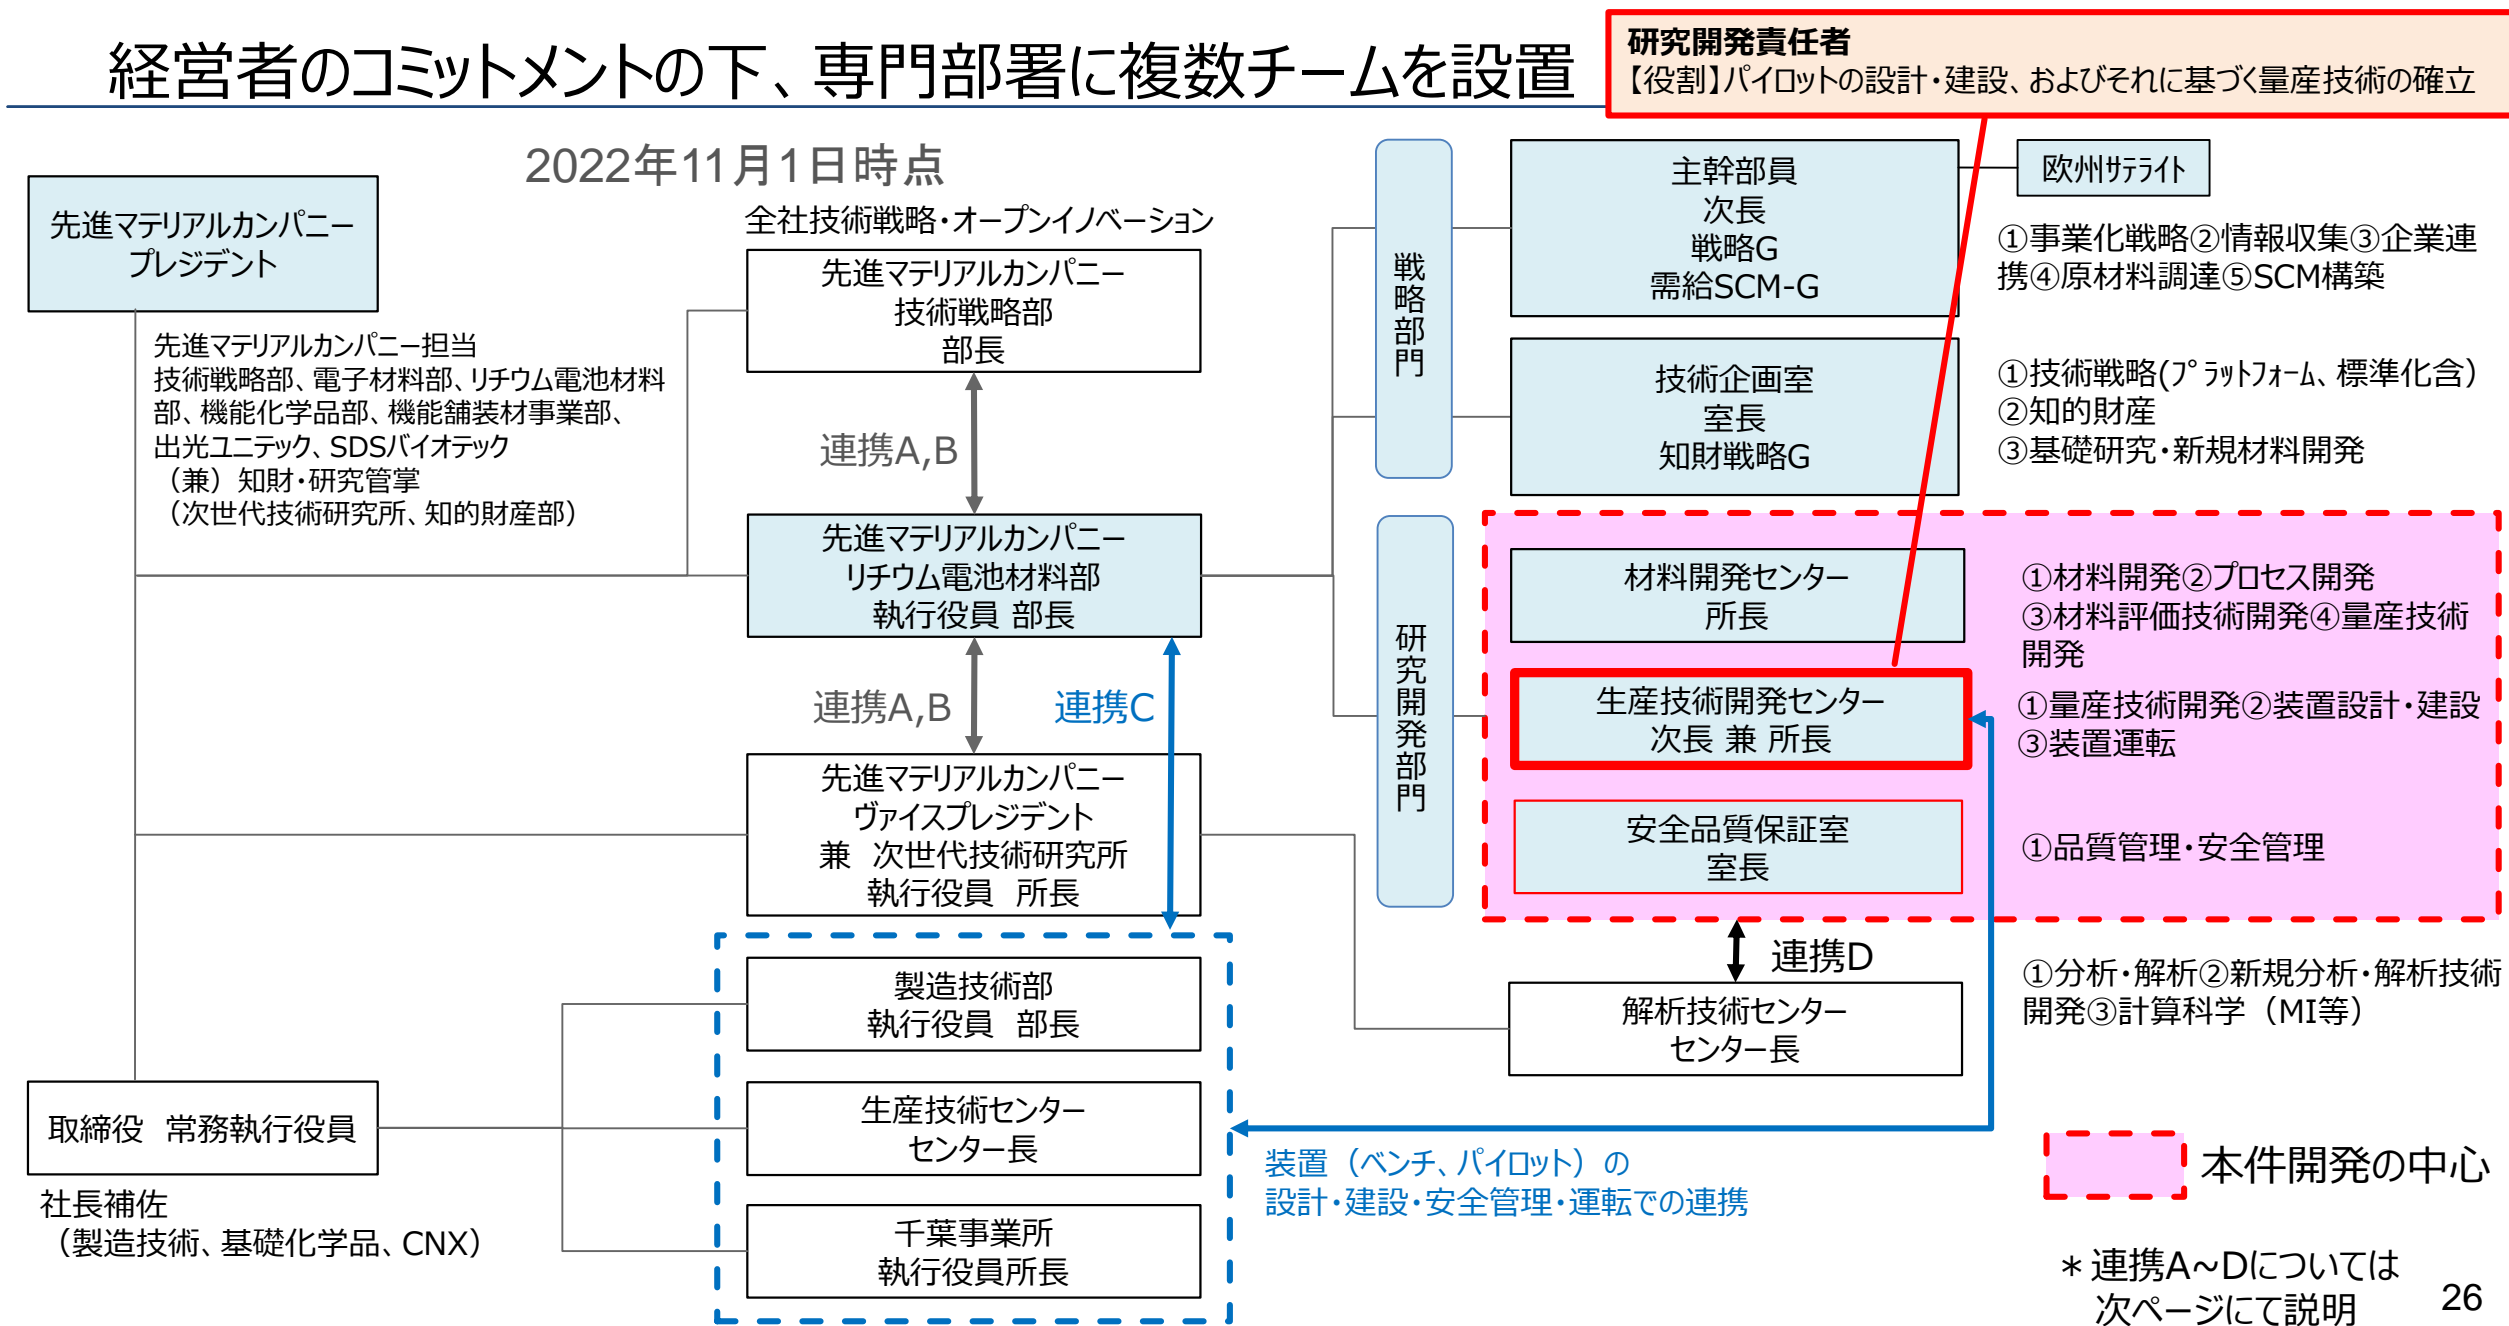 経営者のコミットメントの下、専門部署に複数チームを設置
研究開発責任者
【役割】パイロットの設計・建設、およびそれに基づく量産技術の確立
2022年11月1日時点
先進マテリアルカンパニー
プレジデント
先進マテリアルカンパニー担当
技術戦略部、電子材料部、リチウム電池材料
部、機能化学品部、機能舗装材事業部、
出光ユニテック、SDSバイオテック
（兼）知財・研究管掌
（次世代技術研究所、知的財産部）
全社技術戦略・オープンイノベーション
先進マテリアルカンパニー
技術戦略部
部長
連携A,B
先進マテリアルカンパニー
リチウム電池材料部
執行役員 部長
連携A,B
連携C
先進マテリアルカンパニー
ヴァイスプレジデント
兼 次世代技術研究所
執行役員 所長
製造技術部
執行役員 部長
生産技術センター
センター長
千葉事業所
執行役員所長
取締役 常務執行役員
社長補佐
（製造技術、基礎化学品、CNX）
戦略部門
主幹部員
次長
戦略G
需給SCM-G
欧州ｻﾃﾗｲﾄ
①事業化戦略②情報収集③企業連
携④原材料調達⑤SCM構築
技術企画室
室長
知財戦略G
①技術戦略(ﾌﾟﾗｯﾄﾌｫｰﾑ、標準化含）
②知的財産
③基礎研究・新規材料開発
研究開発部門
材料開発センター
所長
①材料開発②プロセス開発
③材料評価技術開発④量産技術
開発
生産技術開発センター
次長 兼 所長
①量産技術開発②装置設計・建設
③装置運転
安全品質保証室
室長
①品質管理・安全管理
連携D
解析技術センター
センター長
①分析・解析②新規分析・解析技術
開発③計算科学（MI等）
装置（ベンチ、パイロット）の
設計・建設・安全管理・運転での連携
本件開発の中心
＊連携A~Dについては
次ページにて説明
26